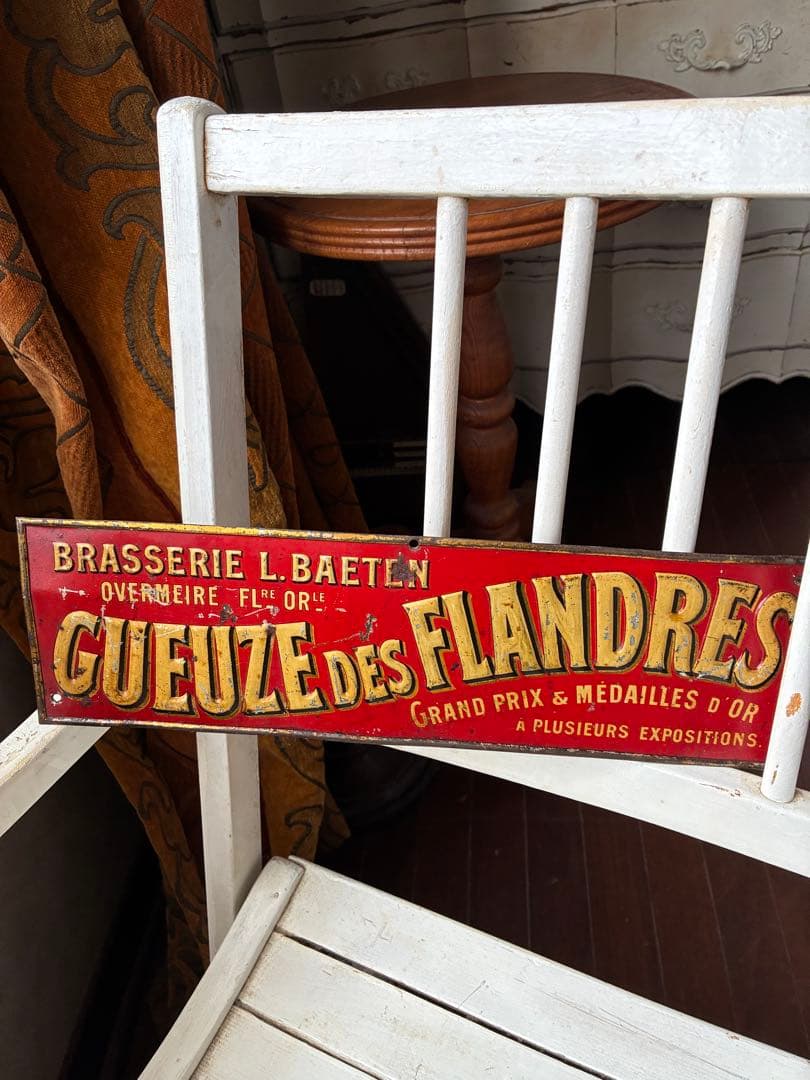 BRASSERIE L. BAETEN
OVERMEIRE FLRE ORLE
GUEUZE DES FLANDRES
GRAND PRIX & MÉDAILLES D'OR
A PLUSIEURS EXPOSITIONS.